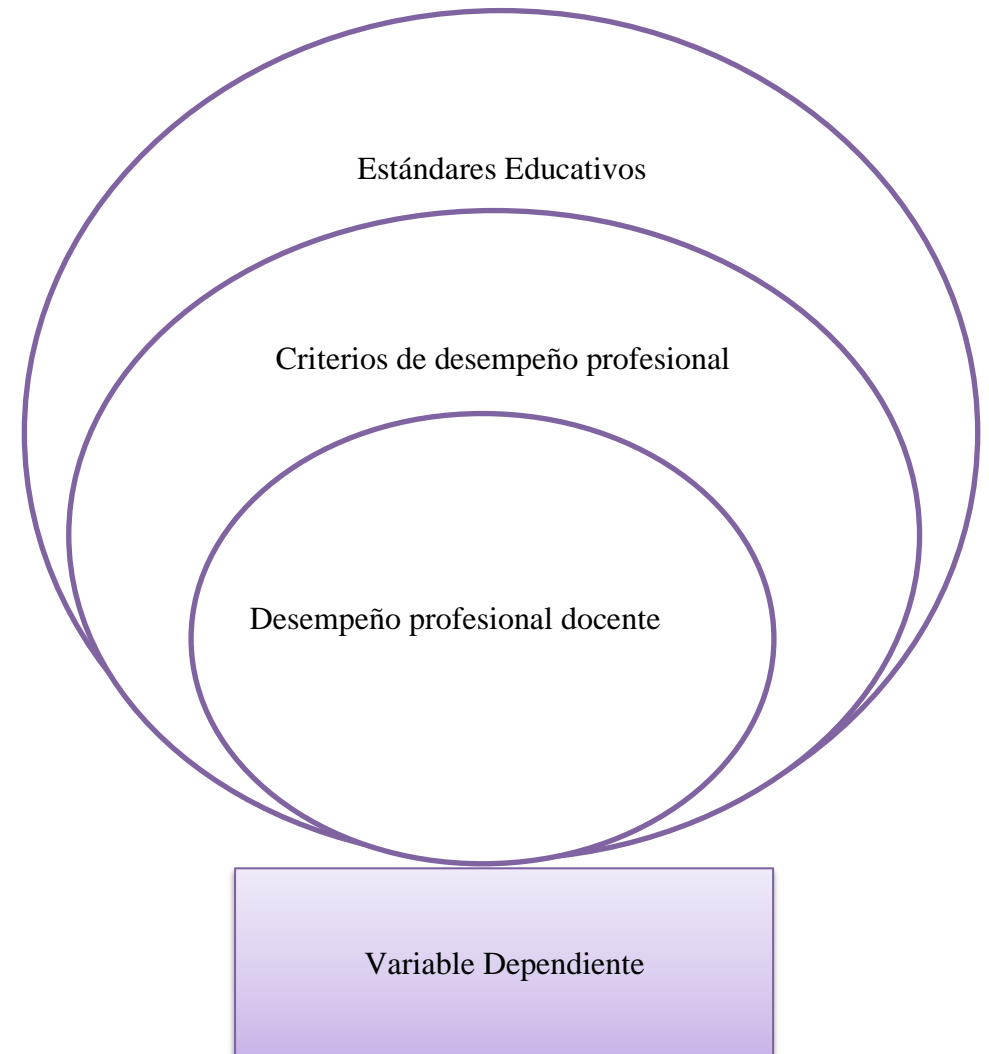 Estándares Educativos
Criterios de desempeño profesional
Desempeño profesional docente
Variable Dependiente